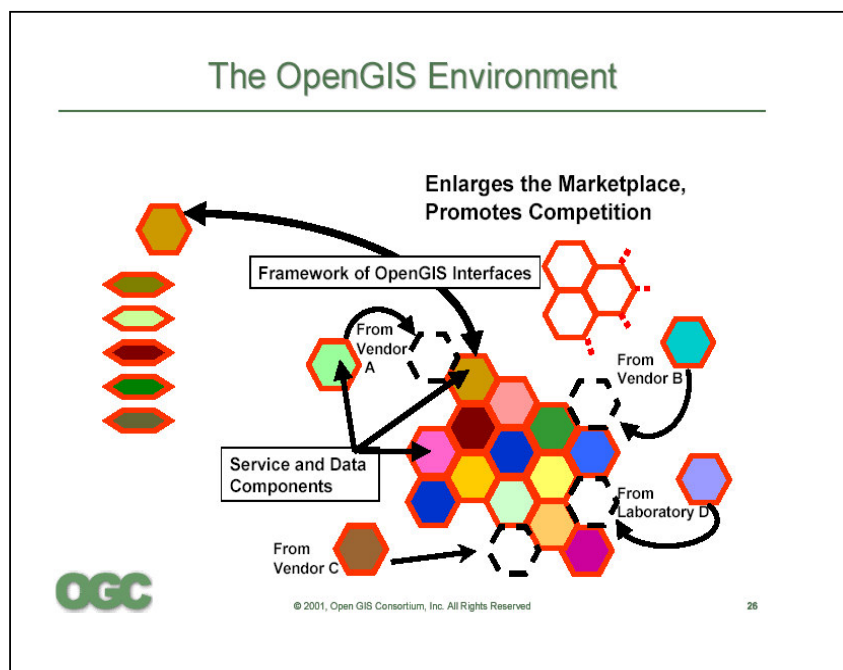 The OpenGIS Environment
Enlarges the Marketplace,
Promotes Competition
Framework of OpenGIS Interfaces
From
Vendor
A
From
Vendor B
Service and Data
Components
From
Laboratory D
From
Vendor C
OGC
© 2001, Open GIS Consortium, Inc. All Rights Reserved
26